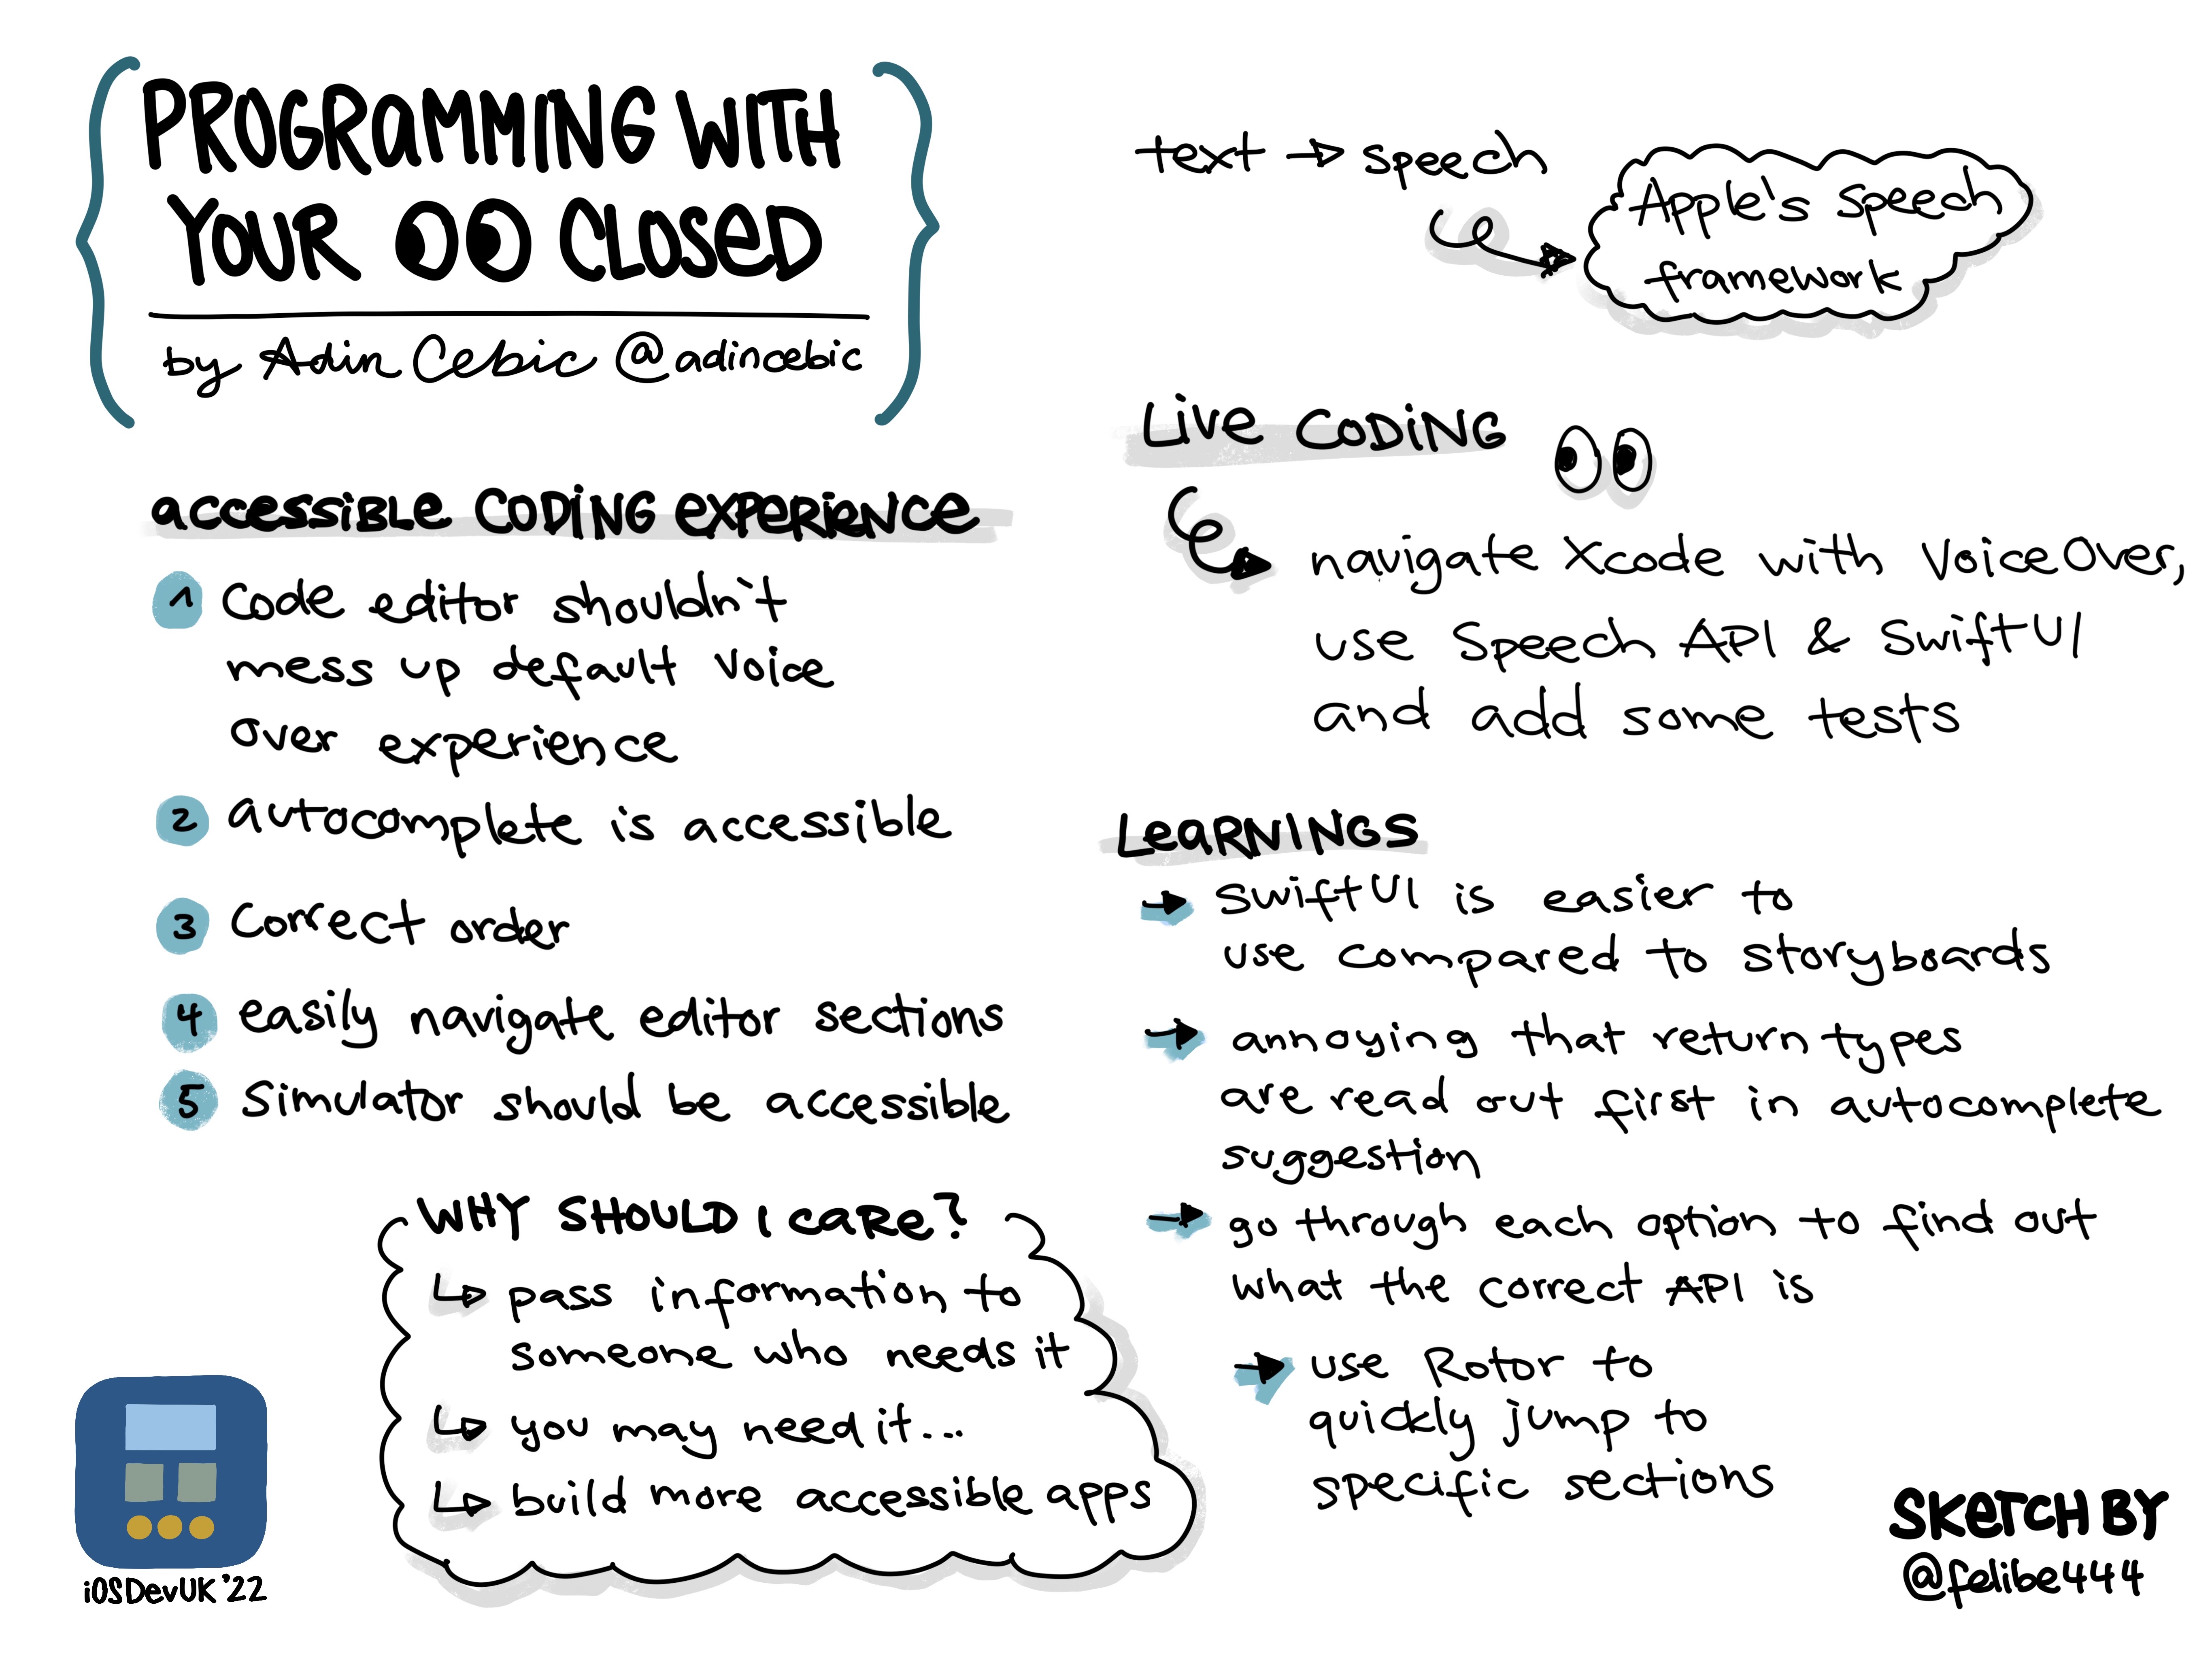 PROGRAMMING WITH
YOUR 👀 CLOSED
by Adin Cebic @adincebic
accessible CODING experience
1 Code editor shouldn't
mess up default Voice
Over experience
2 autocomplete is accessible
3 Correct order
4 easily navigate editor sections
5 Simulator should be accessible
WHY SHOULD I CARE?
↳ pass information to
someone who needs it
↳ you may need it...
↳ build more accessible apps
iOSDevUK '22
text → speech
Apple's Speech
framework
Live CODING
navigate Xcode with VoiceOver,
use Speech API & SwiftUI
and add some tests
LEARNINGS
→ SwiftUI is easier to
use compared to storyboards
→ annoying that return types
are read out first in autocomplete
suggestion
→ go through each option to find out
what the correct API is
→ use Rotor to
quickly jump to
specific sections
SKETCH BY
@felibe444